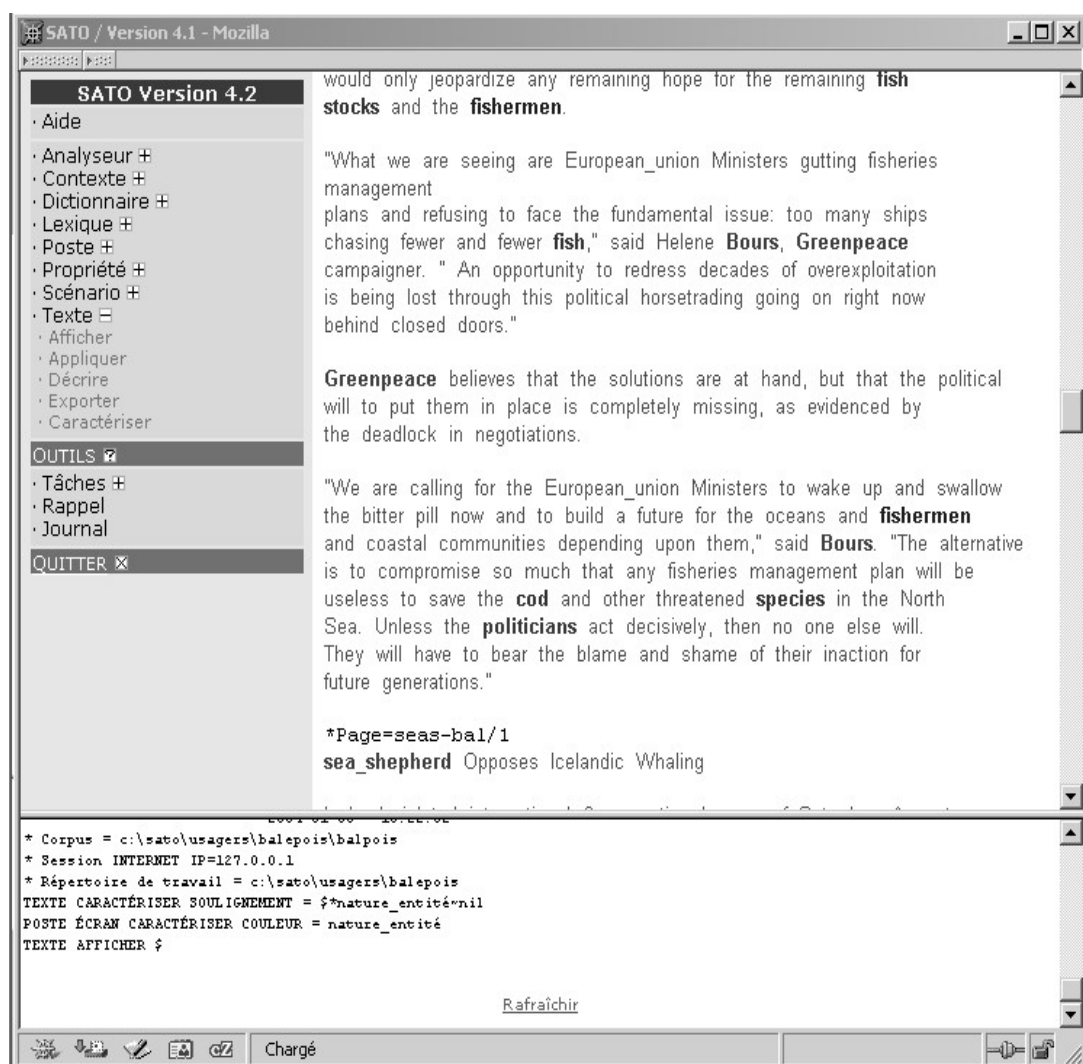 SATO / Version 4.1 - Mozilla
SATO Version 4.2
· Aide
· Analyseur
· Contexte
· Dictionnaire
· Lexique
· Poste
· Propriété
· Scénario
· Texte
· Afficher
· Appliquer
· Décrire
· Exporter
· Caractériser
OUTILS
· Tâches
· Rappel
· Journal
QUITTER
would only jeopardize any remaining hope for the remaining fish
stocks and the fishermen.
"What we are seeing are European_union Ministers gutting fisheries
management
plans and refusing to face the fundamental issue: too many ships
chasing fewer and fewer fish," said Helene Bours, Greenpeace
campaigner. " An opportunity to redress decades of overexploitation
is being lost through this political horsetrading going on right now
behind closed doors."
Greenpeace believes that the solutions are at hand, but that the political
will to put them in place is completely missing, as evidenced by
the deadlock in negotiations.
"We are calling for the European_union Ministers to wake up and swallow
the bitter pill now and to build a future for the oceans and fishermen
and coastal communities depending upon them," said Bours. "The alternative
is to compromise so much that any fisheries management plan will be
useless to save the cod and other threatened species in the North
Sea. Unless the politicians act decisively, then no one else will.
They will have to bear the blame and shame of their inaction for
future generations."
*Page=seas-bal/1
sea_shepherd Opposes Icelandic Whaling
* Corpus = c:\sato\usagers\balepois\balpois
* Session INTERNET IP=127.0.0.1
* Répertoire de travail = c:\sato\usagers\balepois
TEXTE CARACTÉRISER SOULIGNEMENT = $*nature_entité~nil
POSTE ÉCRAN CARACTÉRISER COULEUR = nature_entité
TEXTE AFFICHER $
Rafraîchir
Chargé